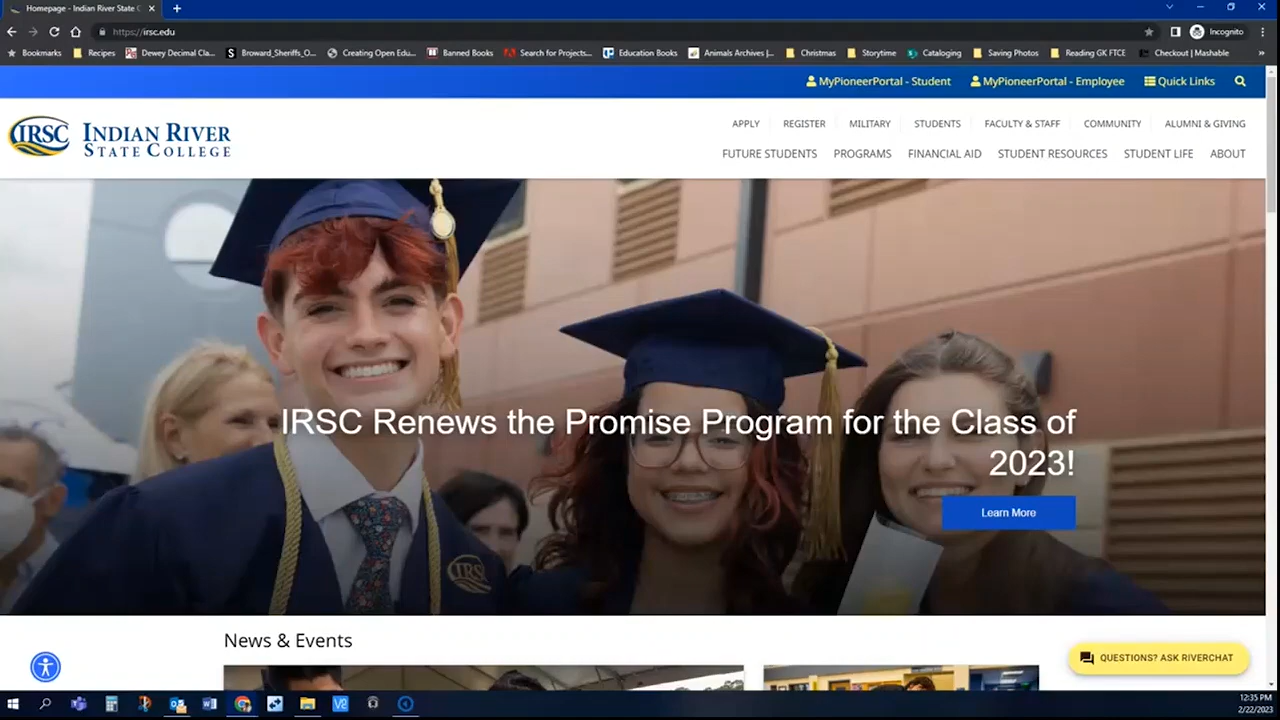 Homepage - Indian River State C
https://irsc.edu
Incognito
Bookmarks
Recipes
Dewey Decimal Cla...
Broward_Sheriffs_O...
Creating Open Edu...
Banned Books
Search for Projects...
Education Books
Animals Archives |...
Christmas
Storytime
Cataloging
Saving Photos
Reading GK FTCE
Checkout | Mashable
MyPioneerPortal - Student
MyPioneerPortal - Employee
Quick Links
IRSC
INDIAN RIVER
STATE COLLEGE
APPLY
REGISTER
MILITARY
STUDENTS
FACULTY & STAFF
COMMUNITY
ALUMNI & GIVING
FUTURE STUDENTS
PROGRAMS
FINANCIAL AID
STUDENT RESOURCES
STUDENT LIFE
ABOUT
IRSC Renews the Promise Program for the Class of
2023!
Learn More
IRSC
News & Events
QUESTIONS? ASK RIVERCHAT
12:35 PM
2/22/2023